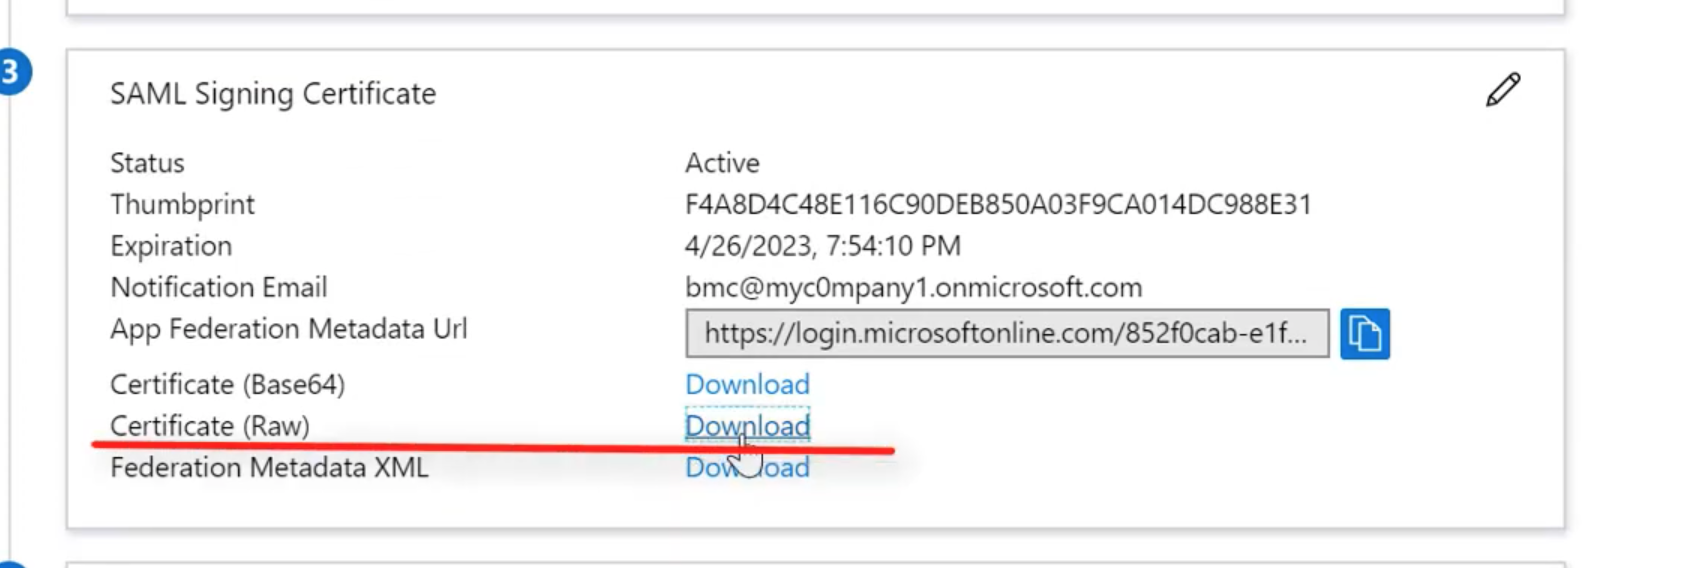 3
SAML Signing Certificate
Status Active
Thumbprint F4A8D4C48E116C90DEB850A03F9CA014DC988E31
Expiration 4/26/2023, 7:54:10 PM
Notification Email bmc@myc0mpany1.onmicrosoft.com
App Federation Metadata Url https://login.microsoftonline.com/852f0cab-e1f...
Certificate (Base64) Download
Certificate (Raw) Download
Federation Metadata XML Download